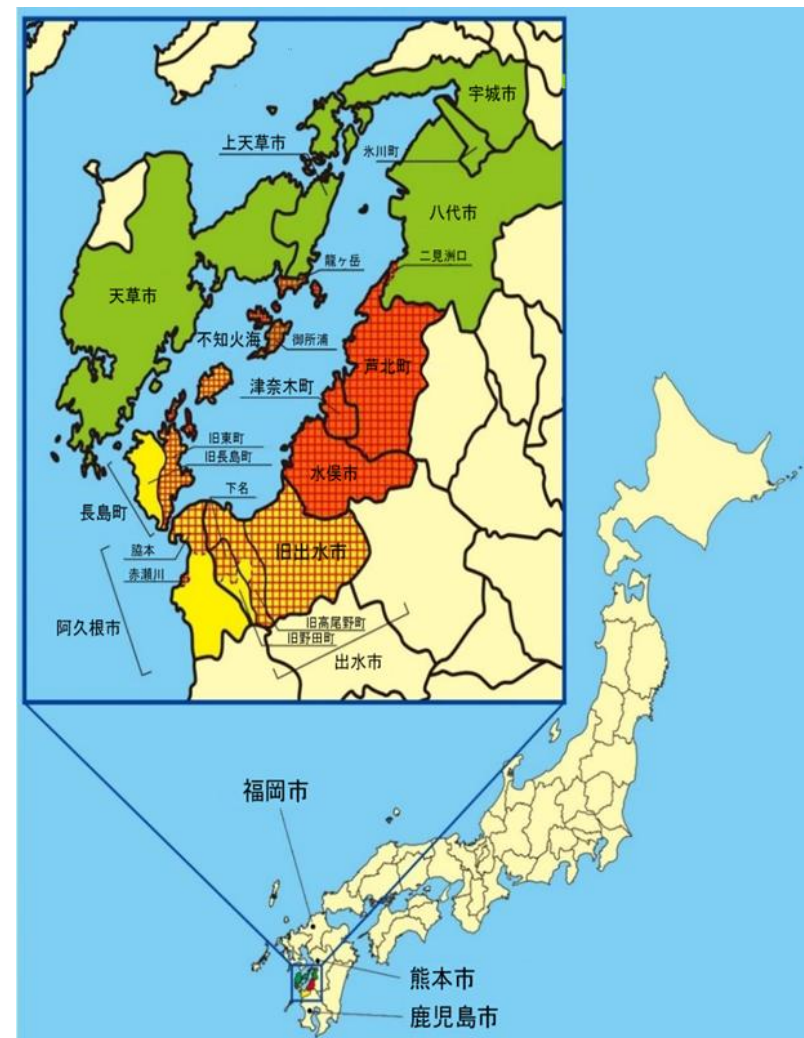 宇城市
上天草市
氷川町
八代市
二見洲口
龍ヶ岳
天草市
不知火海
御所浦
芦北町
津奈木町
旧東町
旧長島町
水俣市
下名
長島町
脇本
旧出水市
赤瀬川
旧高尾野町
阿久根市
旧野田町
出水市
福岡市
熊本市
鹿児島市